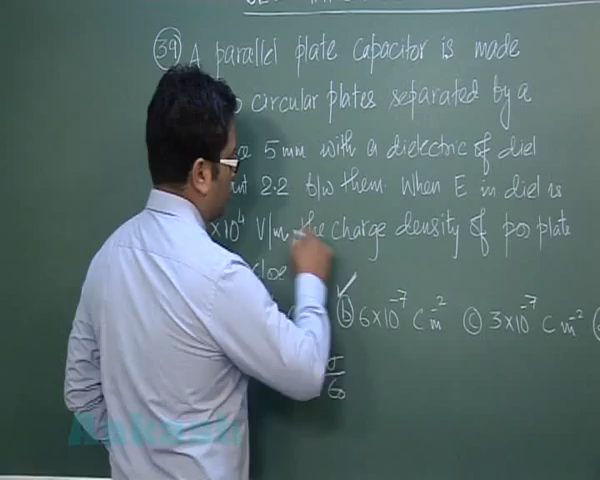 39 A parallel plate capacitor is made
circular plates separated by a
5 mm with a dielectric of diel
2.2 b/w them. When E in diel is
×10⁴ V/m the charge density of pos plate
close
(b) 6×10⁻⁷ C m⁻² (c) 3×10⁻⁷ C m⁻²
σ/ε₀
Aakaash